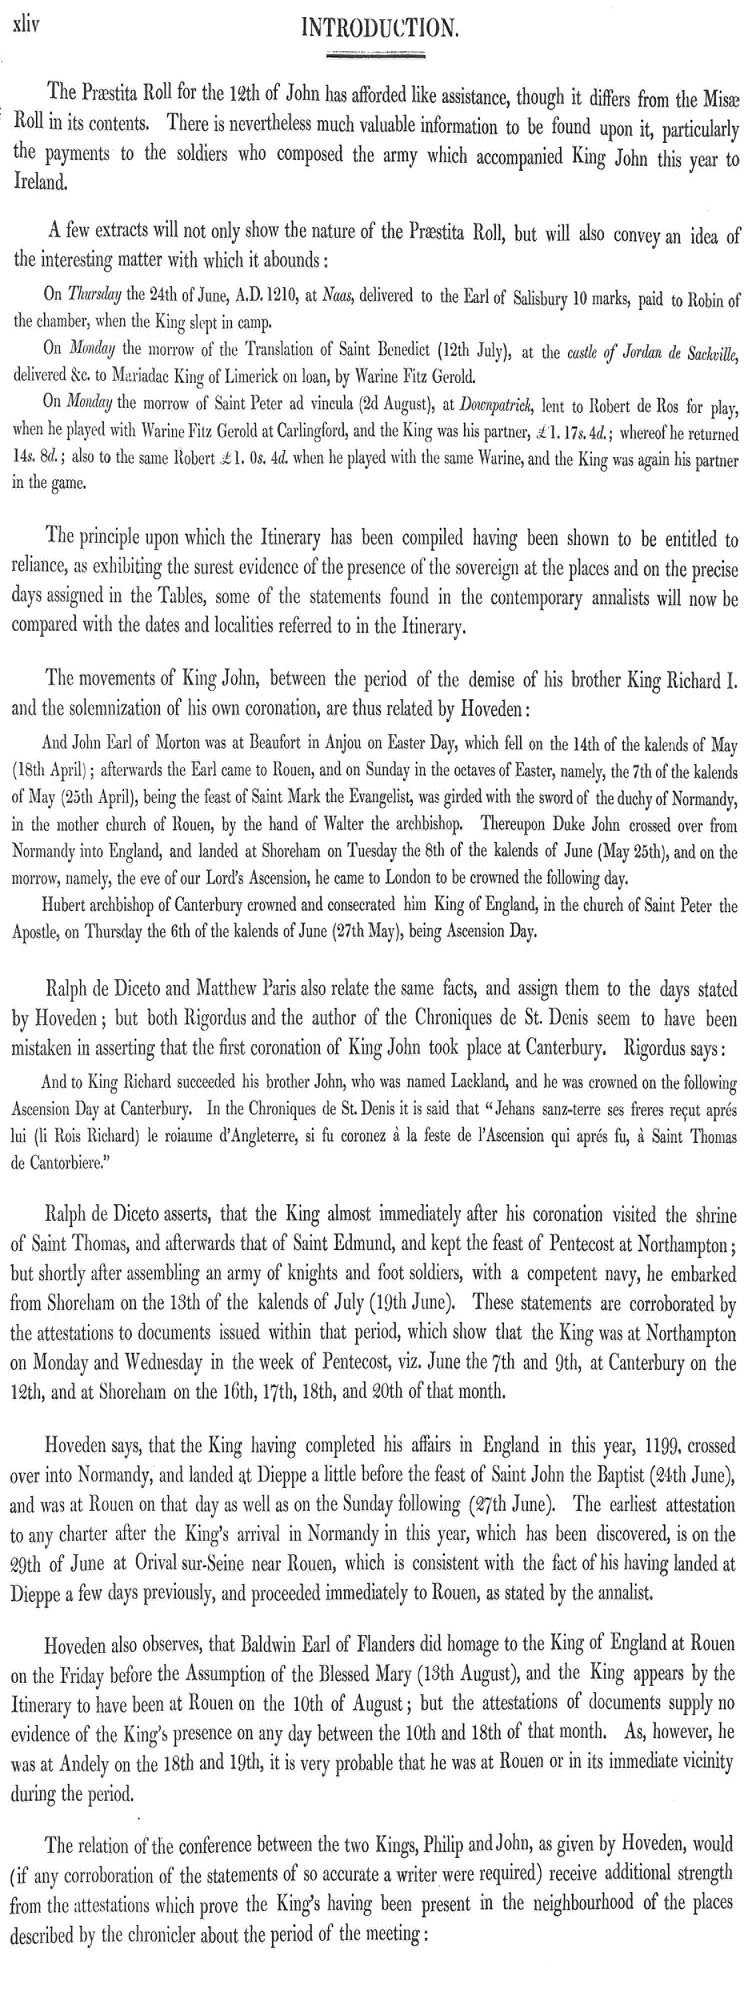 xliv
INTRODUCTION.
The Præstita Roll for the 12th of John has afforded like assistance, though it differs from the Misæ
Roll in its contents. There is nevertheless much valuable information to be found upon it, particularly
the payments to the soldiers who composed the army which accompanied King John this year to
Ireland.
A few extracts will not only show the nature of the Præstita Roll, but will also convey an idea of
the interesting matter with which it abounds :
On Thursday the 24th of June, A.D. 1210, at Naas, delivered to the Earl of Salisbury 10 marks, paid to Robin of
the chamber, when the King slept in camp.
On Monday the morrow of the Translation of Saint Benedict (12th July), at the castle of Jordan de Sackville,
delivered &c. to Mariadac King of Limerick on loan, by Warine Fitz Gerold.
On Monday the morrow of Saint Peter ad vincula (2d August), at Downpatrick, lent to Robert de Ros for play,
when he played with Warine Fitz Gerold at Carlingford, and the King was his partner, £1. 17s. 4d.; whereof he returned
14s. 8d. ; also to the same Robert £1. 0s. 4d. when he played with the same Warine, and the King was again his partner
in the game.
The principle upon which the Itinerary has been compiled having been shown to be entitled to
reliance, as exhibiting the surest evidence of the presence of the sovereign at the places and on the precise
days assigned in the Tables, some of the statements found in the contemporary annalists will now be
compared with the dates and localities referred to in the Itinerary.
The movements of King John, between the period of the demise of his brother King Richard I.
and the solemnization of his own coronation, are thus related by Hoveden :
And John Earl of Morton was at Beaufort in Anjou on Easter Day, which fell on the 14th of the kalends of May
(18th April) ; afterwards the Earl came to Rouen, and on Sunday in the octaves of Easter, namely, the 7th of the kalends
of May (25th April), being the feast of Saint Mark the Evangelist, was girded with the sword of the duchy of Normandy,
in the mother church of Rouen, by the hand of Walter the archbishop. Thereupon Duke John crossed over from
Normandy into England, and landed at Shoreham on Tuesday the 8th of the kalends of June (May 25th), and on the
morrow, namely, the eve of our Lord's Ascension, he came to London to be crowned the following day.
Hubert archbishop of Canterbury crowned and consecrated him King of England, in the church of Saint Peter the
Apostle, on Thursday the 6th of the kalends of June (27th May), being Ascension Day.
Ralph de Diceto and Matthew Paris also relate the same facts, and assign them to the days stated
by Hoveden ; but both Rigordus and the author of the Chroniques de St. Denis seem to have been
mistaken in asserting that the first coronation of King John took place at Canterbury. Rigordus says :
And to King Richard succeeded his brother John, who was named Lackland, and he was crowned on the following
Ascension Day at Canterbury. In the Chroniques de St. Denis it is said that “ Jehans sanz-terre ses freres reçut aprés
lui (li Rois Richard) le roiaume d'Angleterre, si fu coronez à la feste de l'Ascension qui aprés fu, à Saint Thomas
de Cantorbiere.”
Ralph de Diceto asserts, that the King almost immediately after his coronation visited the shrine
of Saint Thomas, and afterwards that of Saint Edmund, and kept the feast of Pentecost at Northampton ;
but shortly after assembling an army of knights and foot soldiers, with a competent navy, he embarked
from Shoreham on the 13th of the kalends of July (19th June). These statements are corroborated by
the attestations to documents issued within that period, which show that the King was at Northampton
on Monday and Wednesday in the week of Pentecost, viz. June the 7th and 9th, at Canterbury on the
12th, and at Shoreham on the 16th, 17th, 18th, and 20th of that month.
Hoveden says, that the King having completed his affairs in England in this year, 1199, crossed
over into Normandy, and landed at Dieppe a little before the feast of Saint John the Baptist (24th June),
and was at Rouen on that day as well as on the Sunday following (27th June). The earliest attestation
to any charter after the King's arrival in Normandy in this year, which has been discovered, is on the
29th of June at Orival sur-Seine near Rouen, which is consistent with the fact of his having landed at
Dieppe a few days previously, and proceeded immediately to Rouen, as stated by the annalist.
Hoveden also observes, that Baldwin Earl of Flanders did homage to the King of England at Rouen
on the Friday before the Assumption of the Blessed Mary (13th August), and the King appears by the
Itinerary to have been at Rouen on the 10th of August ; but the attestations of documents supply no
evidence of the King's presence on any day between the 10th and 18th of that month. As, however, he
was at Andely on the 18th and 19th, it is very probable that he was at Rouen or in its immediate vicinity
during the period.
The relation of the conference between the two Kings, Philip and John, as given by Hoveden, would
(if any corroboration of the statements of so accurate a writer were required) receive additional strength
from the attestations which prove the King's having been present in the neighbourhood of the places
described by the chronicler about the period of the meeting :